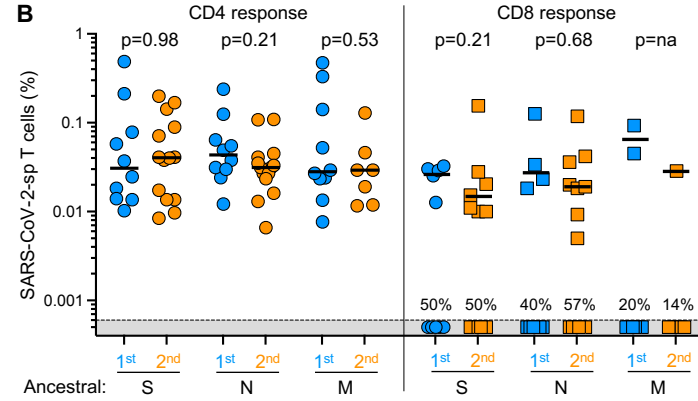 B
CD4 response
CD8 response
p=0.98
p=0.21
p=0.53
p=0.21
p=0.68
p=na
SARS-CoV-2-sp T cells (%)
1
0.1
0.01
0.001
50%
50%
40%
57%
20%
14%
1st
2nd
1st
2nd
1st
2nd
1st
2nd
1st
2nd
1st
2nd
Ancestral:
S
N
M
S
N
M